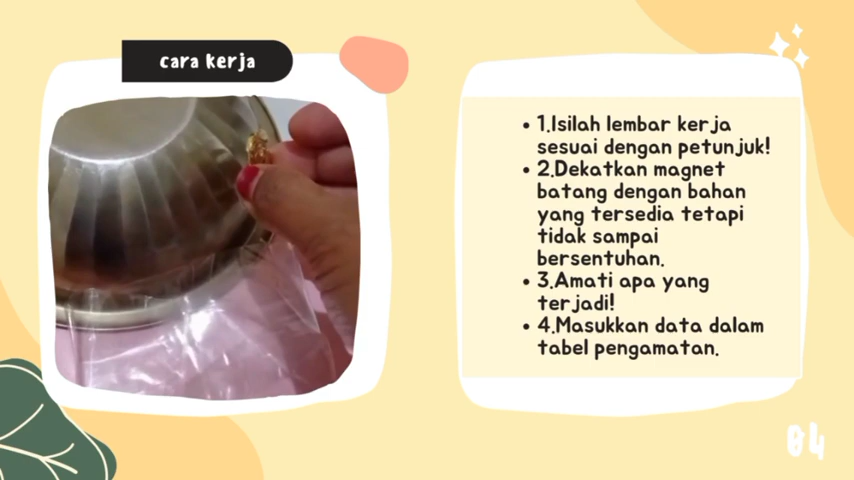 cara kerja
• 1.Isilah lembar kerja
sesuai dengan petunjuk!
• 2.Dekatkan magnet
batang dengan bahan
yang tersedia tetapi
tidak sampai
bersentuhan.
• 3.Amati apa yang
terjadi!
• 4.Masukkan data dalam
tabel pengamatan.
04